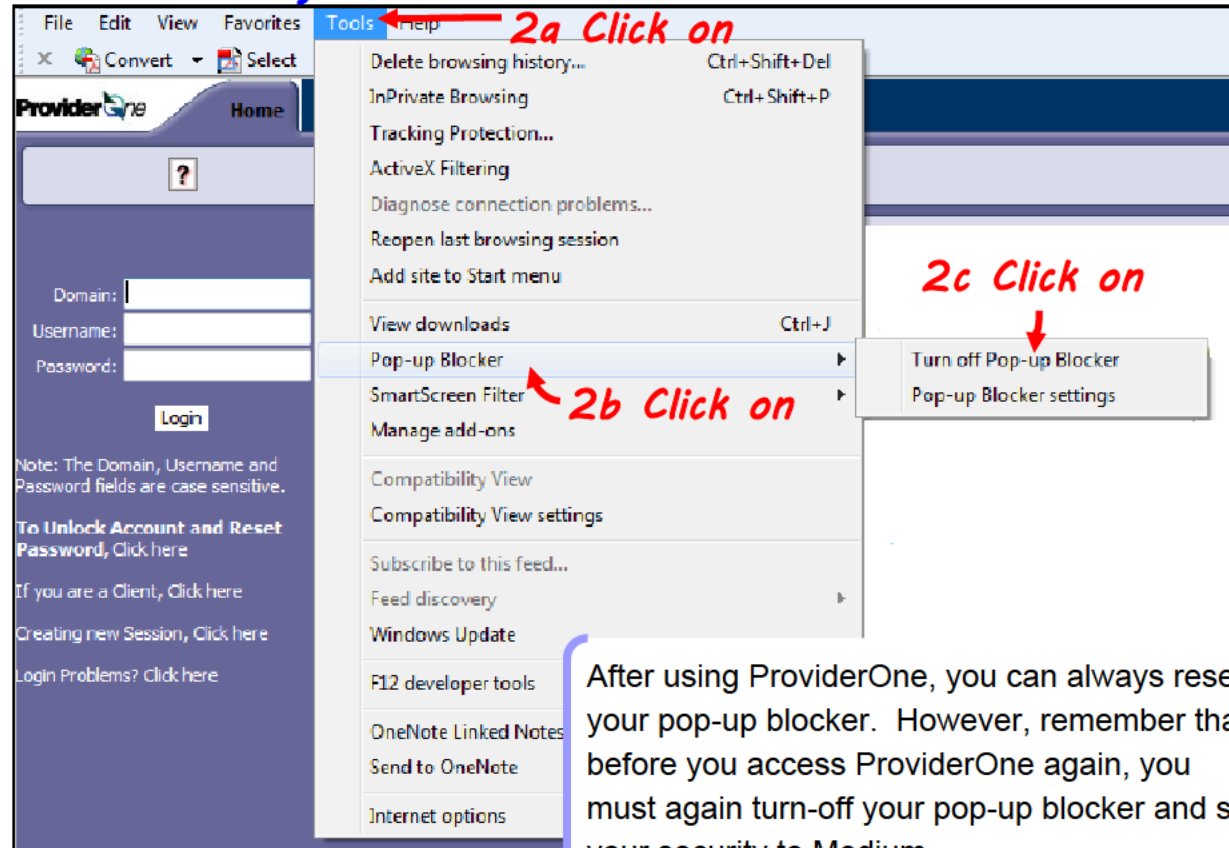 File Edit View Favorites Tools Help
2a Click on
Convert Select
ProviderOne Home
?
Delete browsing history... Ctrl+Shift+Del
InPrivate Browsing Ctrl+Shift+P
Tracking Protection...
ActiveX Filtering
Diagnose connection problems...
Reopen last browsing session
Add site to Start menu
View downloads Ctrl+J
Pop-up Blocker
SmartScreen Filter
Manage add-ons
Compatibility View
Compatibility View settings
Subscribe to this feed...
Feed discovery
Windows Update
F12 developer tools
OneNote Linked Notes
Send to OneNote
Internet options
2b Click on
2c Click on
Turn off Pop-up Blocker
Pop-up Blocker settings
Domain:
Username:
Password:
Login
Note: The Domain, Username and
Password fields are case sensitive.
To Unlock Account and Reset
Password, Click here
If you are a Client, Click here
Creating new Session, Click here
Login Problems? Click here
After using ProviderOne, you can always rese
your pop-up blocker. However, remember tha
before you access ProviderOne again, you
must again turn-off your pop-up blocker and s
your security to Medium